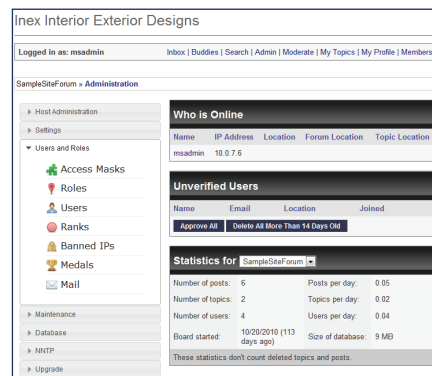 Inex Interior Exterior Designs
Logged in as: msadmin
Inbox | Buddies | Search | Admin | Moderate | My Topics | My Profile | Members
SampleSiteForum » Administration
Host Administration
Settings
Users and Roles
Access Masks
Roles
Users
Ranks
Banned IPs
Medals
Mail
Maintenance
Database
NNTP
Upgrade
Who is Online
Name IP Address Location Forum Location Topic Location
msadmin 10.0.7.6
Unverified Users
Name Email Location Joined
Approve All Delete All More Than 14 Days Old
Statistics for SampleSiteForum
Number of posts: 6 Posts per day: 0.05
Number of topics: 2 Topics per day: 0.02
Number of users: 4 Users per day: 0.04
Board started: 10/20/2010 (113 days ago) Size of database: 9 MB
These statistics don't count deleted topics and posts.